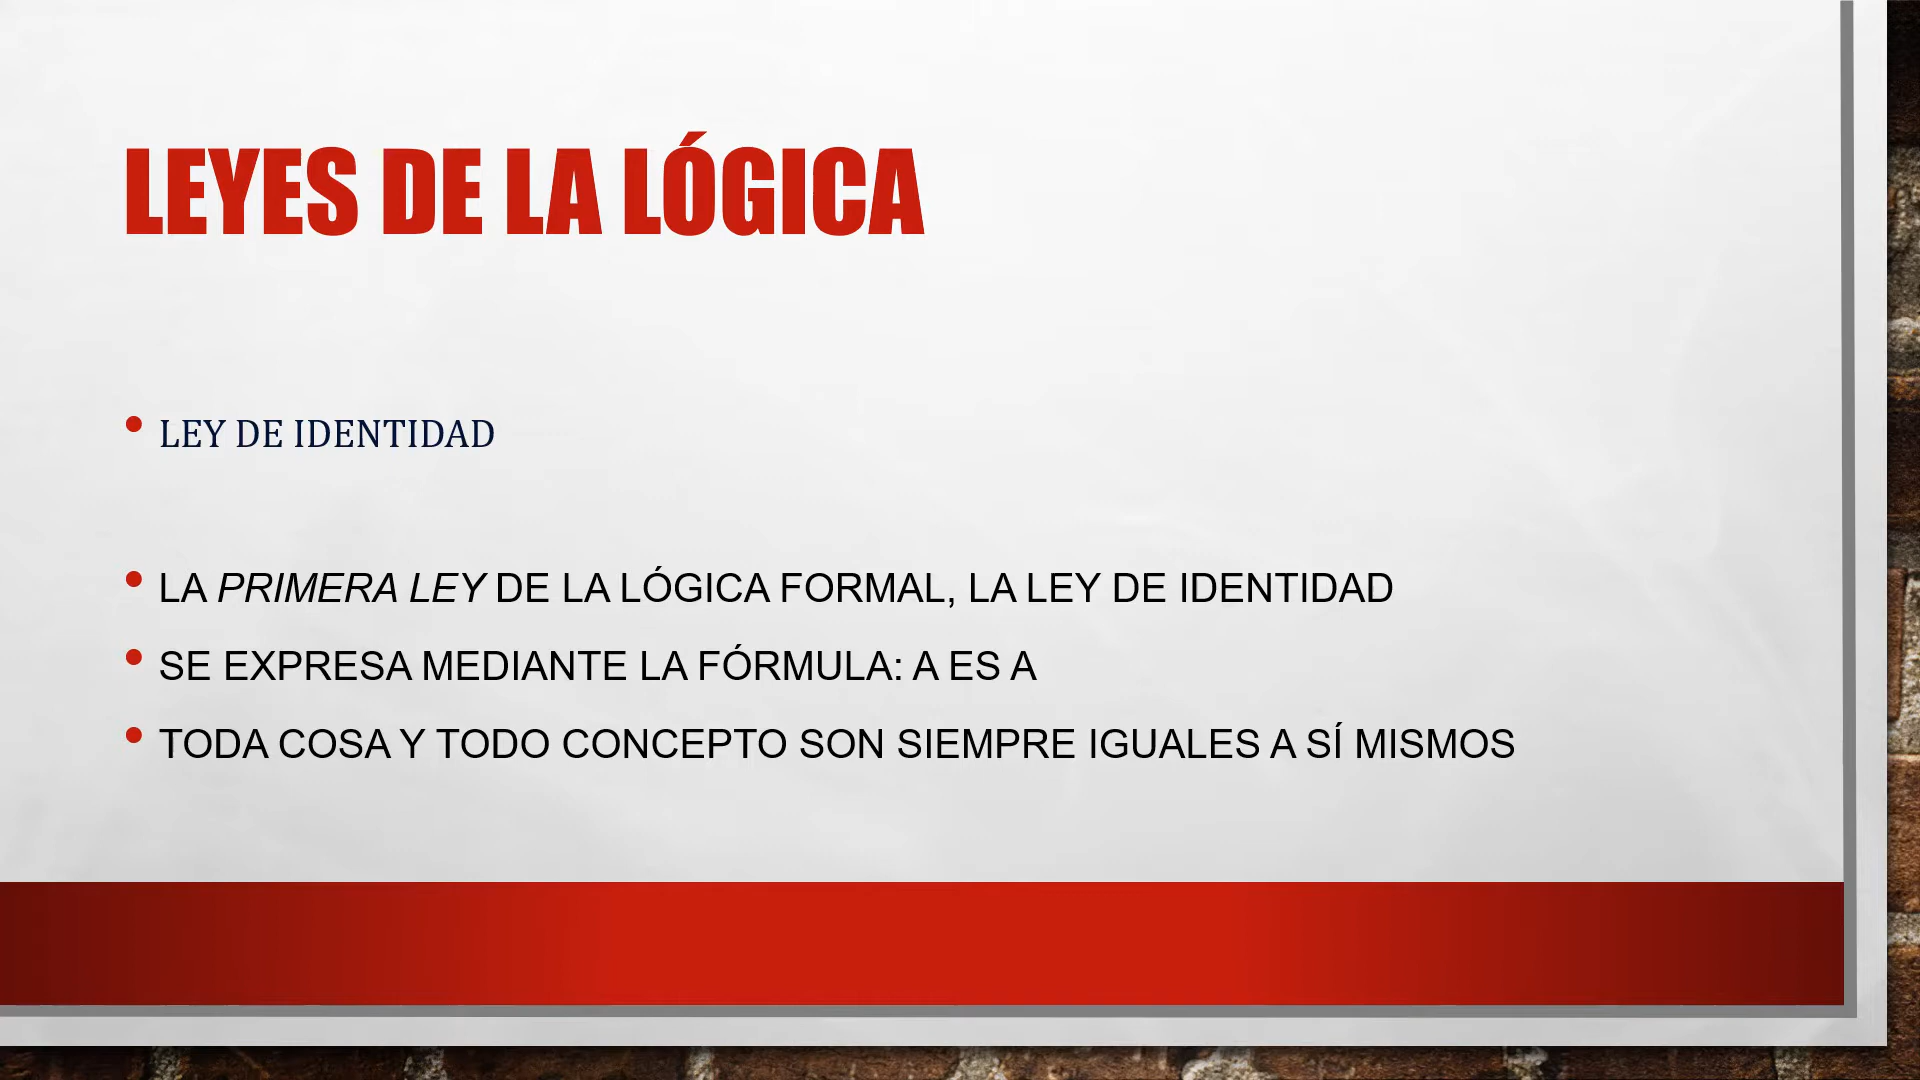 LEYES DE LA LÓGICA
• LEY DE IDENTIDAD
• LA PRIMERA LEY DE LA LÓGICA FORMAL, LA LEY DE IDENTIDAD
• SE EXPRESA MEDIANTE LA FÓRMULA: A ES A
• TODA COSA Y TODO CONCEPTO SON SIEMPRE IGUALES A SÍ MISMOS